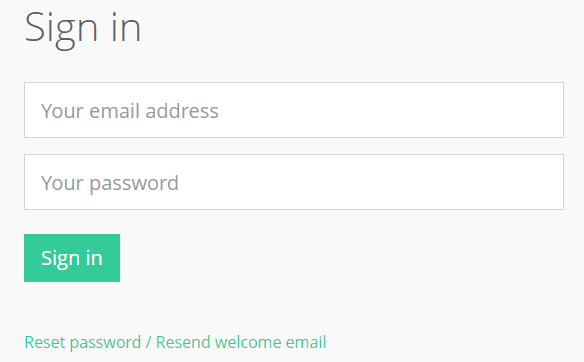 Sign in
Your email address
Your password
Sign in
Reset password / Resend welcome email